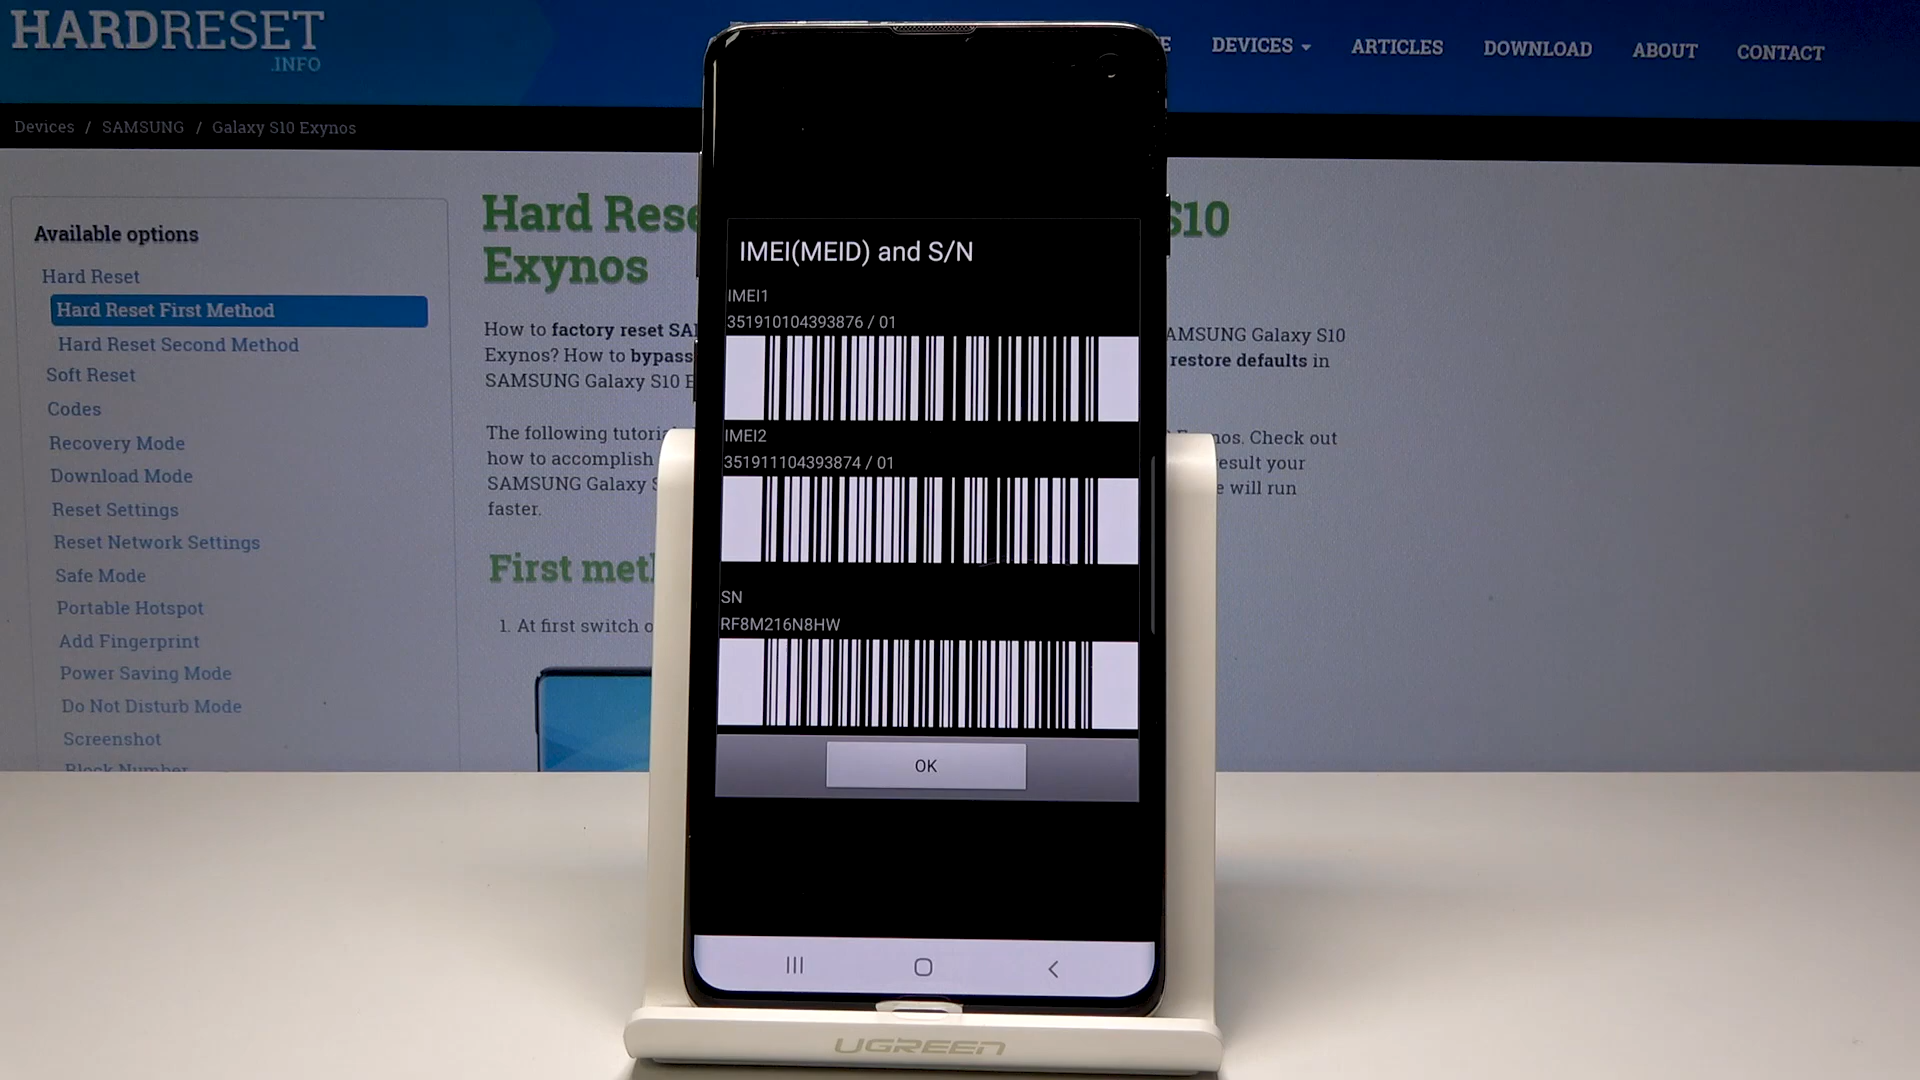 HARDRESET
.INFO
E DEVICES ARTICLES DOWNLOAD ABOUT CONTACT
Devices / SAMSUNG / Galaxy S10 Exynos
Available options
Hard Reset
Hard Reset First Method
Hard Reset Second Method
Soft Reset
Codes
Recovery Mode
Download Mode
Reset Settings
Reset Network Settings
Safe Mode
Portable Hotspot
Add Fingerprint
Power Saving Mode
Do Not Disturb Mode
Screenshot
Block Number
Hard Rese S10
Exynos
How to factory reset SA AMSUNG Galaxy S10
Exynos? How to bypass restore defaults in
SAMSUNG Galaxy S10 E
The following tutoria nos. Check out
how to accomplish esult your
SAMSUNG Galaxy S e will run
faster.
First met
1. At first switch o
IMEI(MEID) and S/N
IMEI1
351910104393876 / 01
IMEI2
351911104393874 / 01
SN
RF8M216N8HW
OK
UGREEN